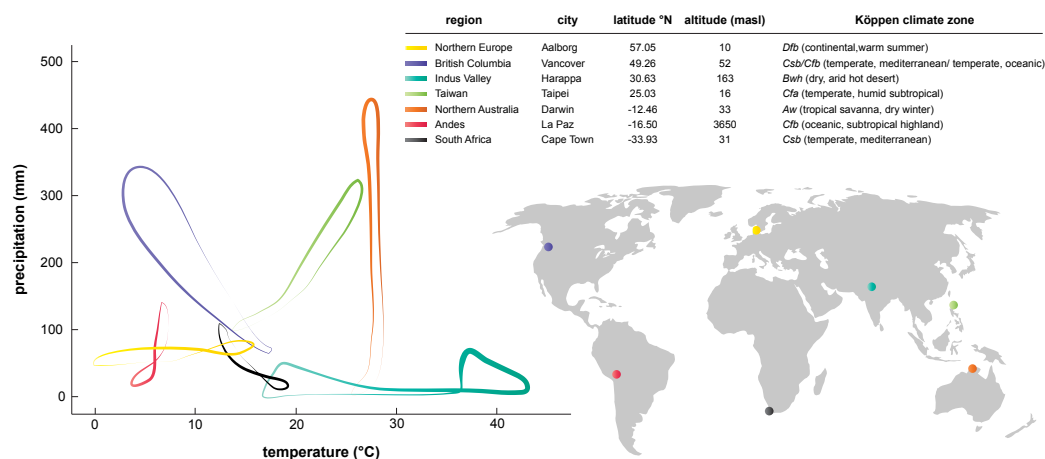 region city latitude °N altitude (masl) Köppen climate zone
Northern Europe Aalborg 57.05 10 Dfb (continental,warm summer)
British Columbia Vancover 49.26 52 Csb/Cfb (temperate, mediterranean/ temperate, oceanic)
Indus Valley Harappa 30.63 163 Bwh (dry, arid hot desert)
Taiwan Taipei 25.03 16 Cfa (temperate, humid subtropical)
Northern Australia Darwin -12.46 33 Aw (tropical savanna, dry winter)
Andes La Paz -16.50 3650 Cfb (oceanic, subtropical highland)
South Africa Cape Town -33.93 31 Csb (temperate, mediterranean)
precipitation (mm)
500
400
300
200
100
0
0 10 20 30 40
temperature (°C)